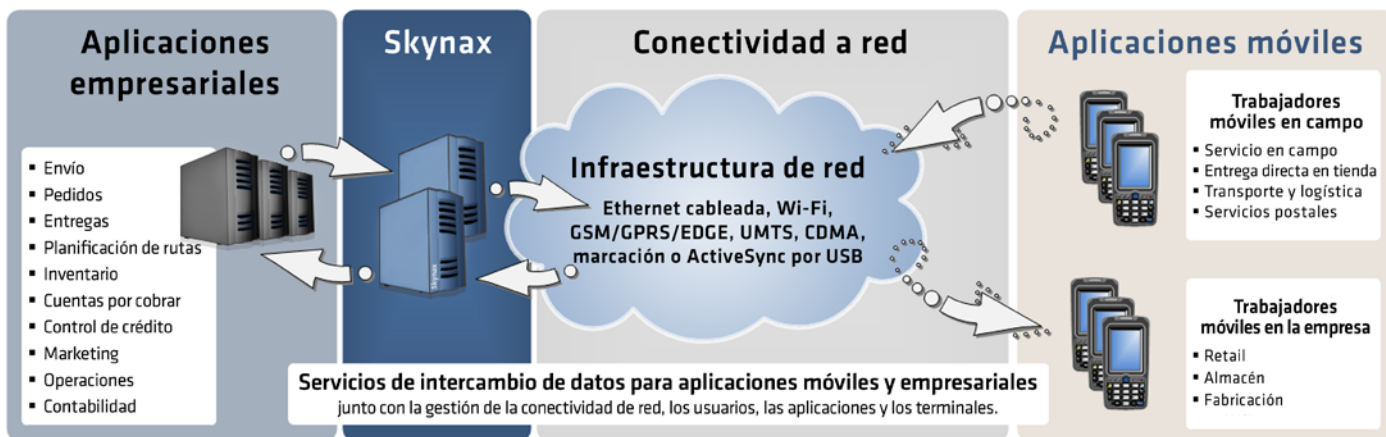 Aplicaciones
empresariales
Envío
Pedidos
Entregas
Planificación de rutas
Inventario
Cuentas por cobrar
Control de crédito
Marketing
Operaciones
Contabilidad
Skynax
Skynax
Conectividad a red
Infraestructura de red
Ethernet cableada, Wi-Fi,
GSM/GPRS/EDGE, UMTS, CDMA,
marcación o ActiveSync por USB
Servicios de intercambio de datos para aplicaciones móviles y empresariales
junto con la gestión de la conectividad de red, los usuarios, las aplicaciones y los terminales.
Aplicaciones móviles
Trabajadores
móviles en campo
Servicio en campo
Entrega directa en tienda
Transporte y logística
Servicios postales
Trabajadores
móviles en la empresa
Retail
Almacén
Fabricación